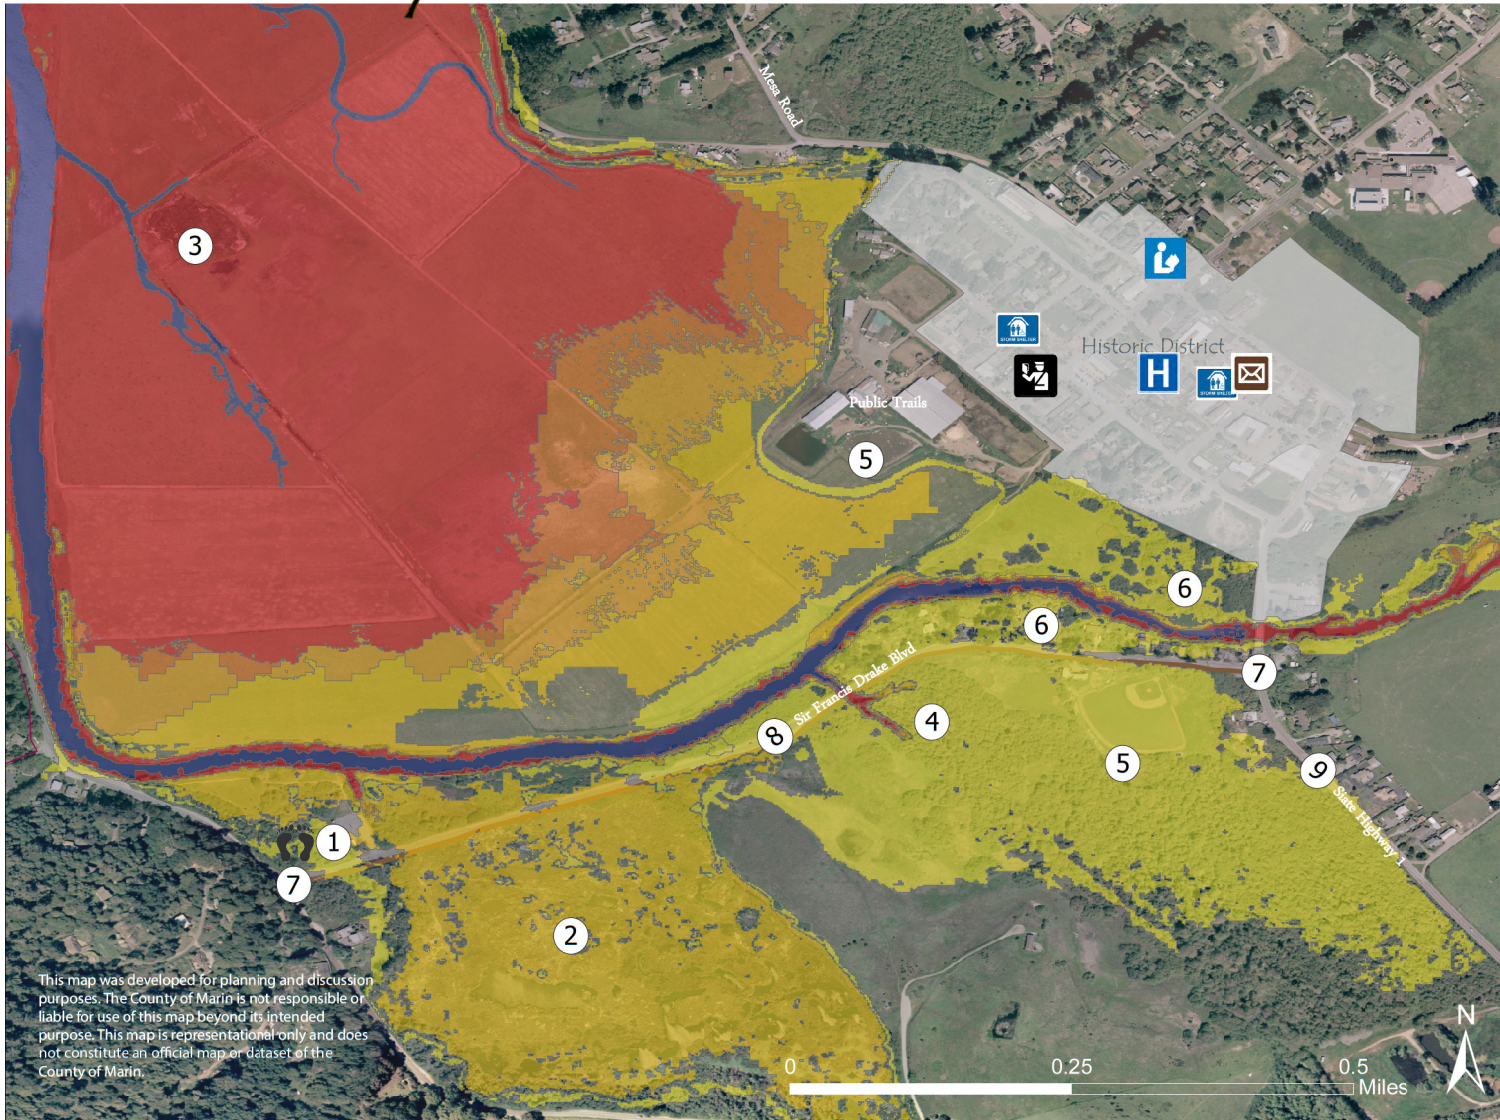 Mesa Road
3
Historic District
STORM SHELTER
H
STORM SHELTER
Public Trails
5
6
6
7
Sir Francis Drake Blvd
8
4
5
9
State Highway 1
1
7
2
This map was developed for planning and discussion
purposes. The County of Marin is not responsible or
liable for use of this map beyond its intended
purpose. This map is representational only and does
not constitute an official map or dataset of the
County of Marin.
N
0
0.25
0.5
Miles